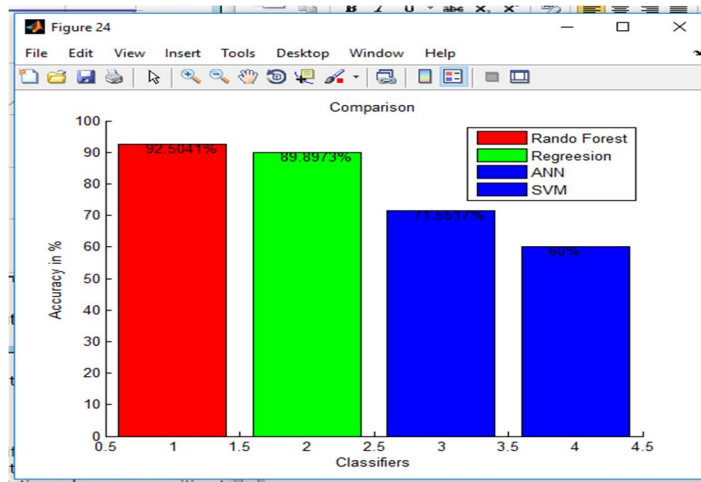 Figure 24
File Edit View Insert Tools Desktop Window Help
Comparison
Rando Forest
Regreesion
ANN
SVM
92.5041%
89.8973%
71.5517%
60%
Accuracy in %
100
90
80
70
60
50
40
30
20
10
0
0.5 1 1.5 2 2.5 3 3.5 4 4.5
Classifiers